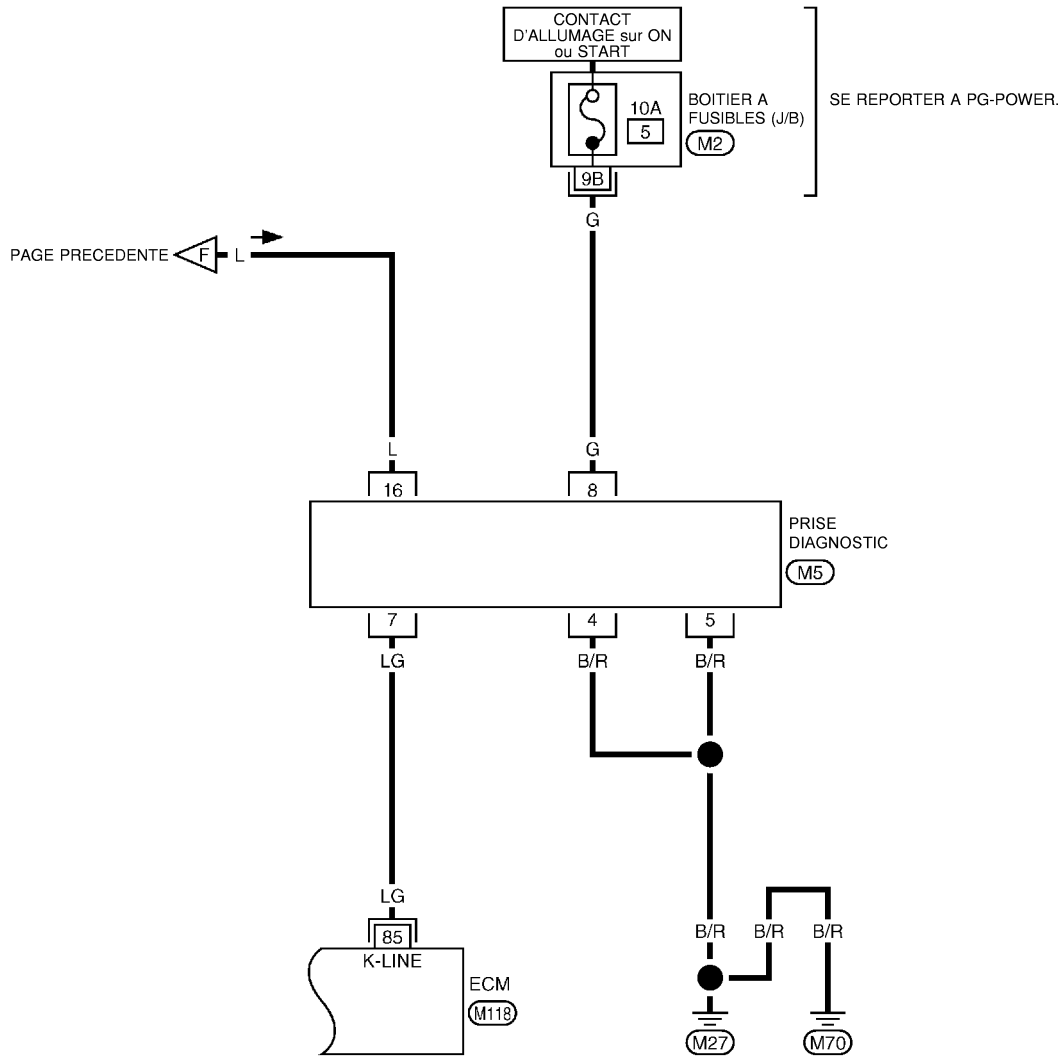 CONTACT
D'ALLUMAGE sur ON
ou START
10A
5
BOITIER A
FUSIBLES (J/B)
M2
SE REPORTER A PG-POWER.
9B
G
PAGE PRECEDENTE
F
L
L
G
16
8
PRISE
DIAGNOSTIC
M5
7
4
5
LG
B/R
B/R
LG
B/R
B/R
B/R
85
K-LINE
ECM
M118
M27
M70